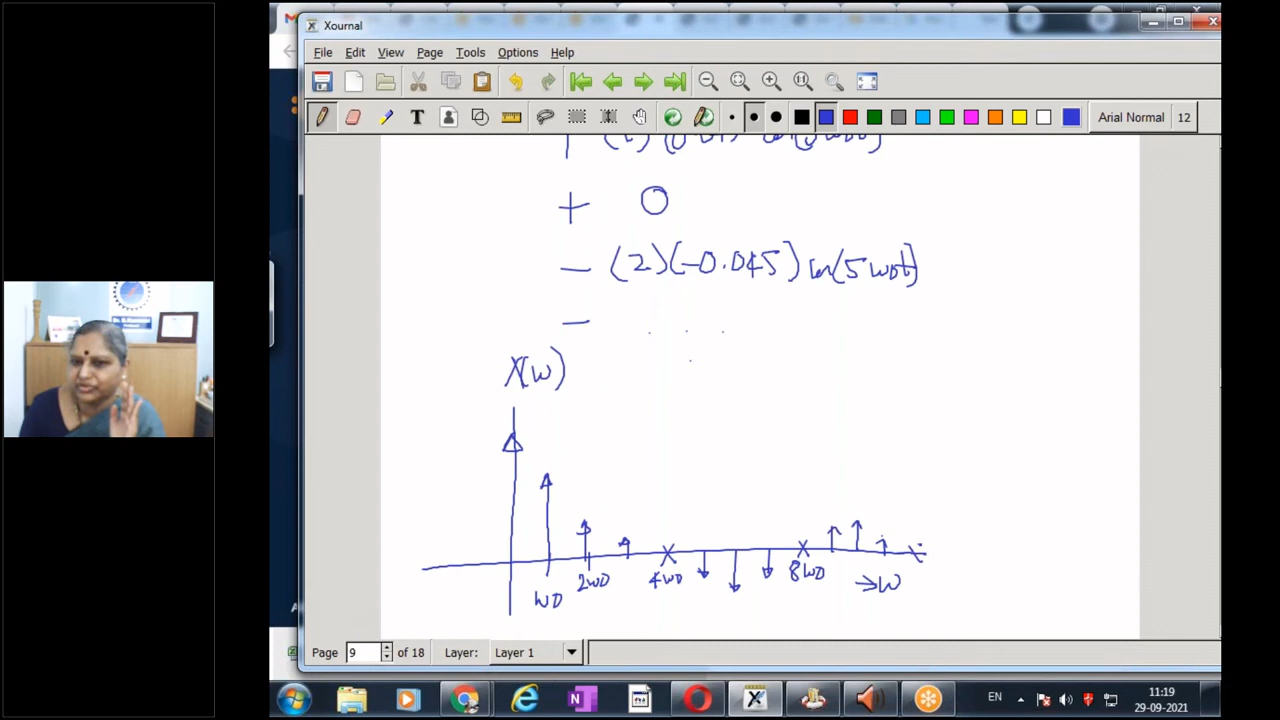 Xournal
File Edit View Page Tools Options Help
Arial Normal 12
+ 0
- (2)(-0.045) cos(5ω0t)
- . . .
X(ω)
ω0 2ω0 4ω0 8ω0 →ω
Page 9 of 18 Layer: Layer 1
EN 11:19
29-09-2021